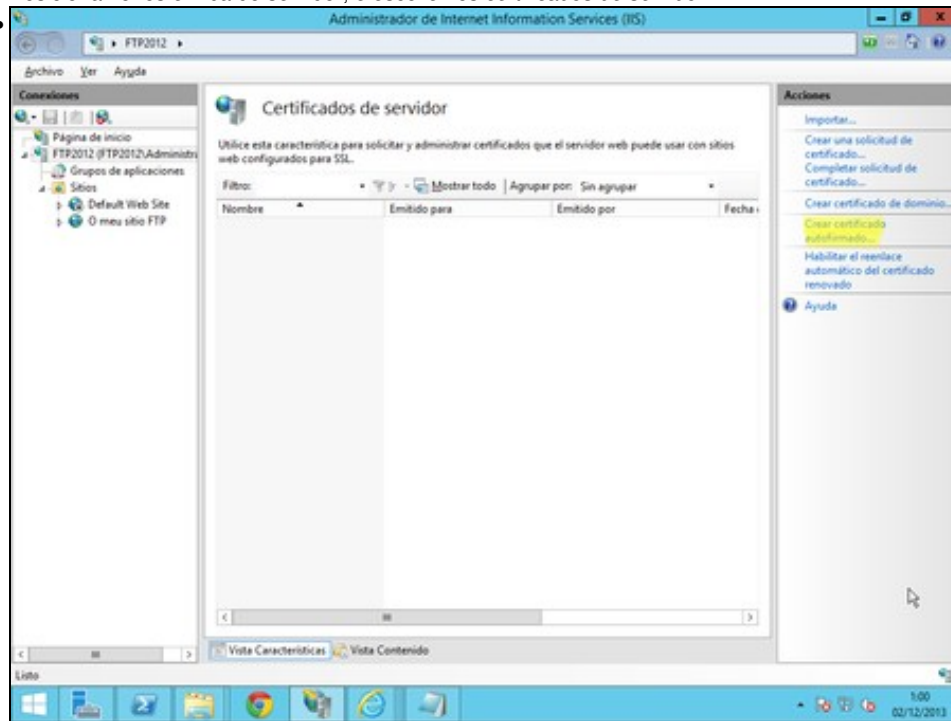 Administrador de Internet Information Services (IIS)
FTP2012
Archivo Ver Ayuda
Conexiones
Página de inicio
FTP2012 (FTP2012\Administr
Grupos de aplicaciones
Sitios
Default Web Site
O meu sitio FTP
Certificados de servidor
Utilice esta característica para solicitar y administrar certificados que el servidor web puede usar con sitios
web configurados para SSL.
Filtro: Mostrar todo Agrupar por: Sin agrupar
Nombre Emitido para Emitido por Fecha
Vista Características Vista Contenido
Acciones
Importar...
Crear una solicitud de
certificado...
Completar solicitud de
certificado...
Crear certificado de dominio..
Crear certificado
autofirmado...
Habilitar el reenlace
automático del certificado
renovado
Ayuda
Listo
1:00
02/12/2013